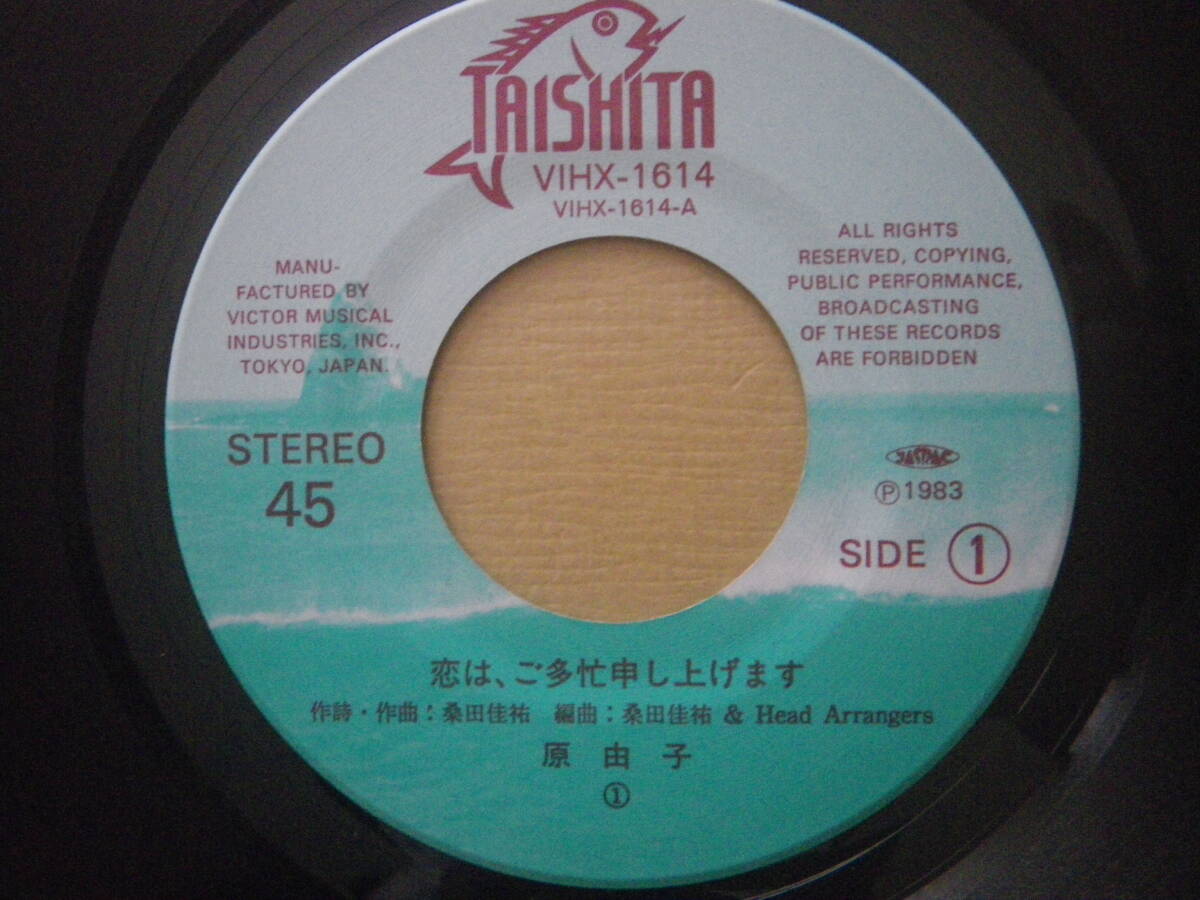 TAISHITA
VIHX-1614
VIHX-1614-A
MANU-
FACTURED BY
VICTOR MUSICAL
INDUSTRIES, INC.,
TOKYO, JAPAN.
ALL RIGHTS
RESERVED, COPYING,
PUBLIC PERFORMANCE,
BROADCASTING
OF THESE RECORDS
ARE FORBIDDEN
STEREO
45
JASRAC
Ⓟ1983
SIDE ①
恋は、ご多忙申し上げます
作詩・作曲：桑田佳祐 編曲：桑田佳祐 & Head Arrangers
原由子
①